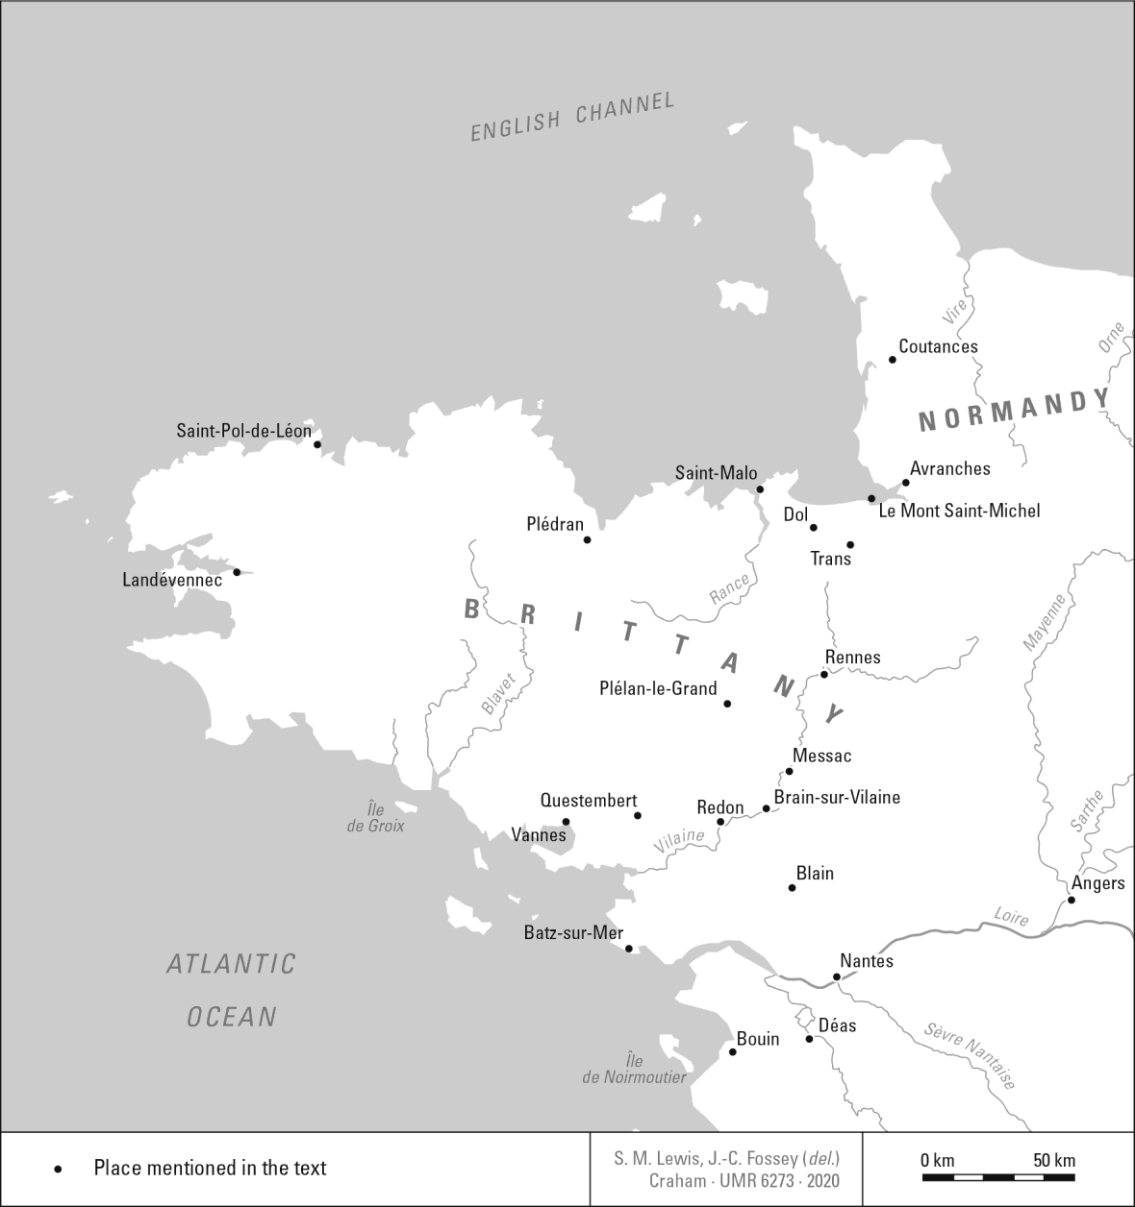 ENGLISH CHANNEL
Vire
Orne
Coutances
NORMANDY
Saint-Pol-de-Léon
Saint-Malo
Avranches
Le Mont Saint-Michel
Dol
Plédran
Trans
Landévennec
Rance
Mayenne
BRITTANY
Rennes
Blavet
Plélan-le-Grand
Messac
Île
de Groix
Questembert
Redon
Brain-sur-Vilaine
Sarthe
Vannes
Vilaine
Blain
Angers
Loire
Batz-sur-Mer
ATLANTIC
OCEAN
Nantes
Déas
Bouin
Sèvre Nantaise
Île
de Noirmoutier
Place mentioned in the text
S. M. Lewis, J.-C. Fossey (del.)
Craham · UMR 6273 · 2020
0 km 50 km